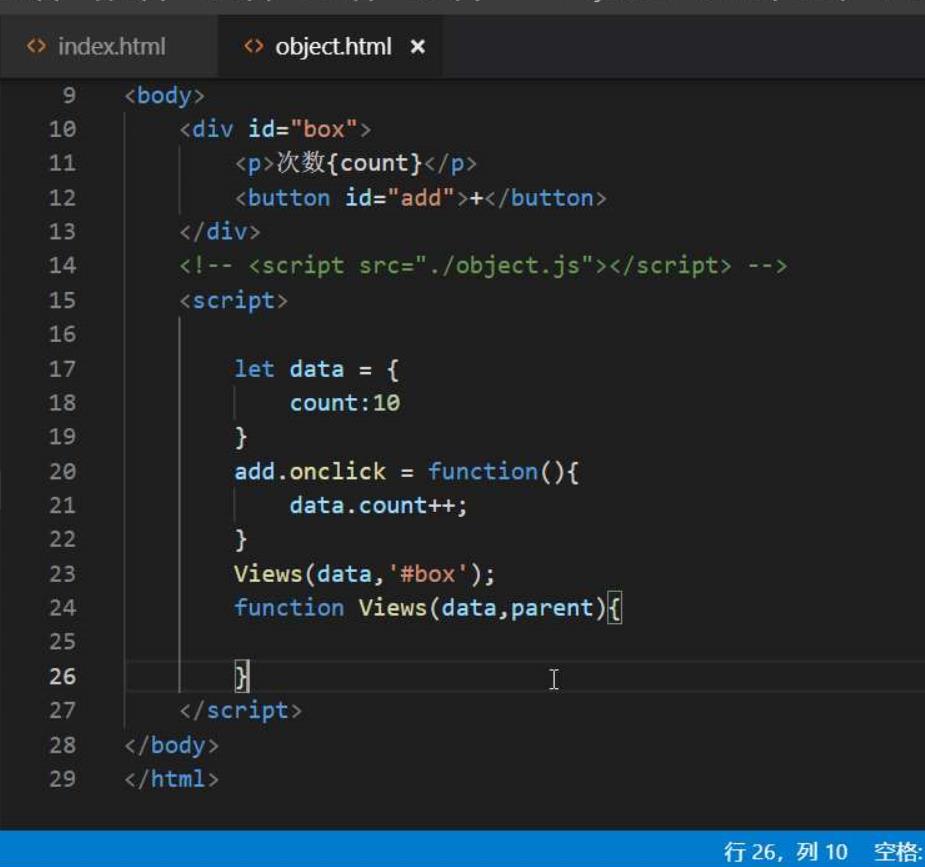 index.html object.html ×
9 <body>
10 <div id="box">
11 <p>次数{count}</p>
12 <button id="add">+</button>
13 </div>
14 <!-- <script src="./object.js"></script> -->
15 <script>
16
17 let data = {
18 count:10
19 }
20 add.onclick = function(){
21 data.count++;
22 }
23 Views(data,'#box');
24 function Views(data,parent){
25
26 }
27 </script>
28 </body>
29 </html>
行 26，列 10 空格: